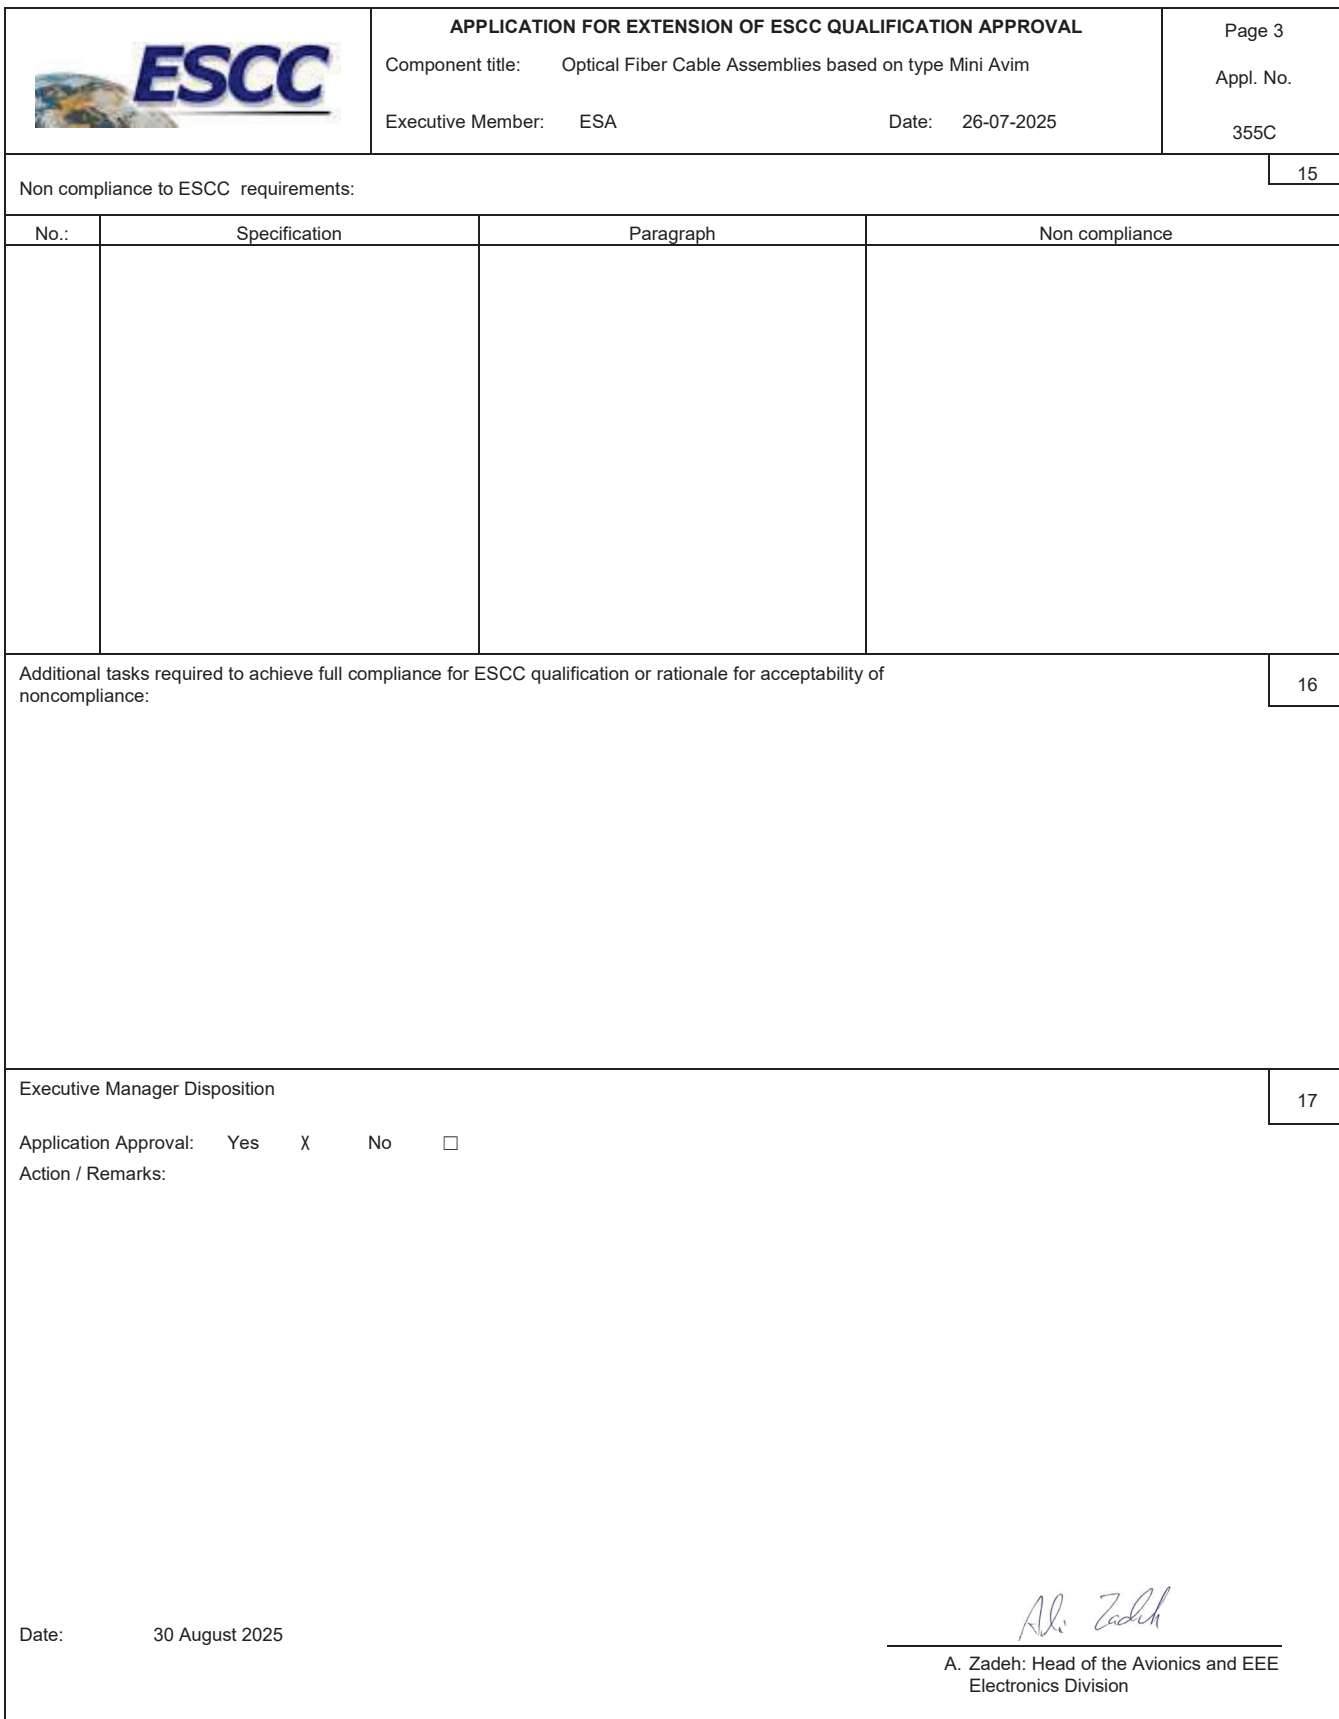 ESCC
APPLICATION FOR EXTENSION OF ESCC QUALIFICATION APPROVAL
Component title: Optical Fiber Cable Assemblies based on type Mini Avim
Executive Member: ESA Date: 26-07-2025
Page 3
Appl. No.
355C
Non compliance to ESCC requirements:
15
No.: Specification Paragraph Non compliance
Additional tasks required to achieve full compliance for ESCC qualification or rationale for acceptability of
noncompliance:
16
Executive Manager Disposition
17
Application Approval: Yes X No ☐
Action / Remarks:
Date: 30 August 2025
Ali Zadeh
A. Zadeh: Head of the Avionics and EEE
Electronics Division